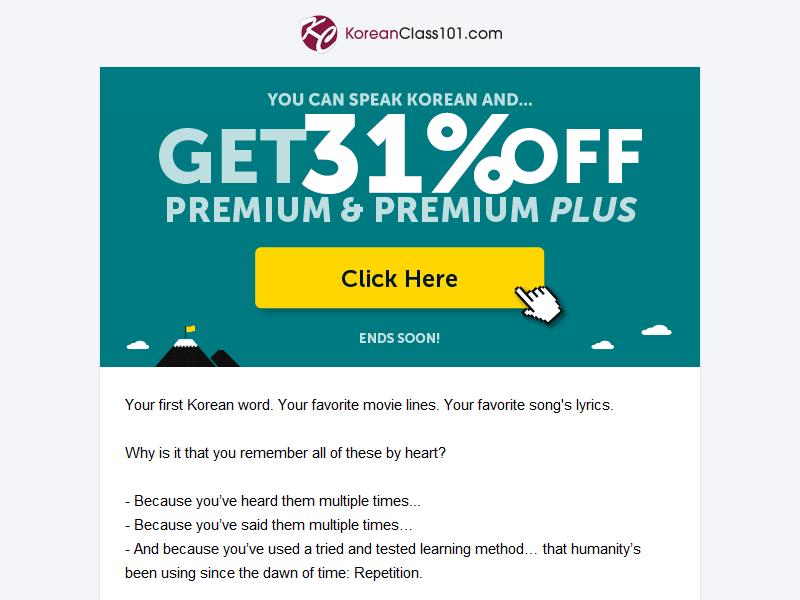 KoreanClass101.com
YOU CAN SPEAK KOREAN AND...
GET 31% OFF
PREMIUM & PREMIUM PLUS
Click Here
ENDS SOON!
Your first Korean word. Your favorite movie lines. Your favorite song's lyrics.
Why is it that you remember all of these by heart?
- Because you’ve heard them multiple times...
- Because you’ve said them multiple times…
- And because you’ve used a tried and tested learning method… that humanity’s
been using since the dawn of time: Repetition.